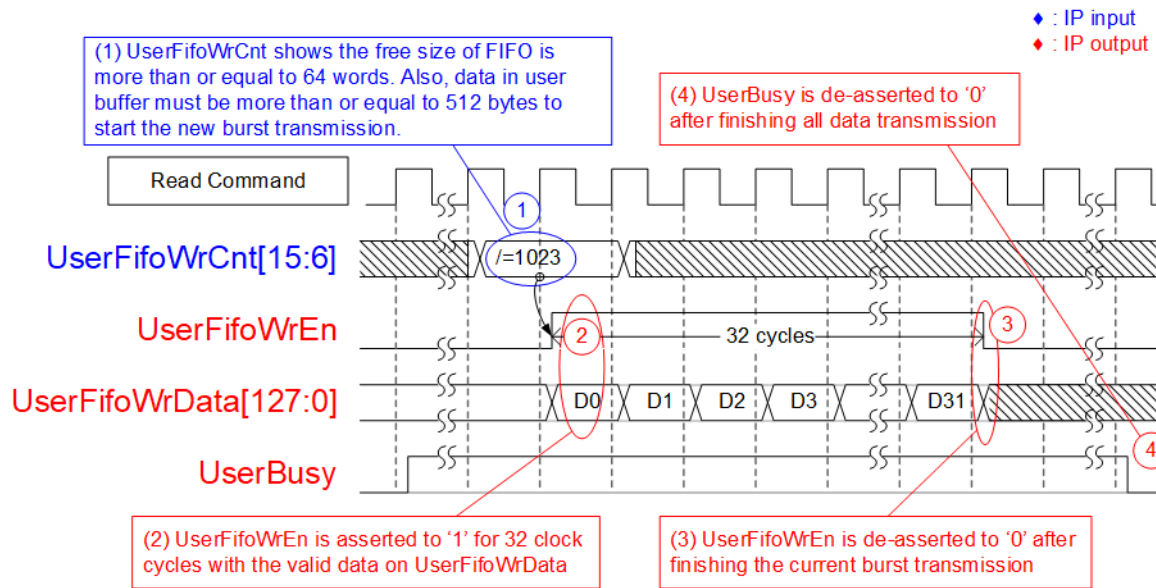 ♦ : IP input
♦ : IP output
(1) UserFifoWrCnt shows the free size of FIFO is
more than or equal to 64 words. Also, data in user
buffer must be more than or equal to 512 bytes to
start the new burst transmission.
(4) UserBusy is de-asserted to ‘0’
after finishing all data transmission
Read Command
1
UserFifoWrCnt[15:6]
/=1023
UserFifoWrEn
2
32 cycles
3
UserFifoWrData[127:0]
D0 D1 D2 D3 D31
UserBusy
4
(2) UserFifoWrEn is asserted to ‘1’ for 32 clock
cycles with the valid data on UserFifoWrData
(3) UserFifoWrEn is de-asserted to ‘0’ after
finishing the current burst transmission